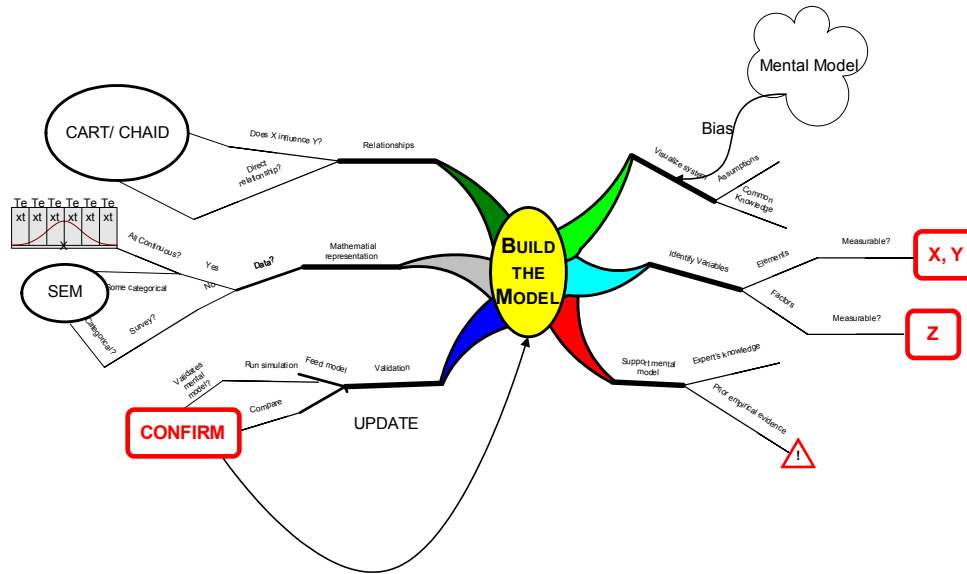 Mental Model
Bias
Visualize system
Assumptions
Common
Knowledge
CART/ CHAID
Does X influence Y?
Direct
relationship?
Relationships
Te Te Te Te Te Te
xt xt xt xt xt xt
X
All Continuous?
Yes
No
Data?
Mathematial
representation
SEM
Some categorical
Categorical?
Survey?
BUILD
THE
MODEL
Identify Variables
Elements
Measurable?
X, Y
Factors
Measurable?
Z
Support mental
model
Expert's knowledge
Prior empirical evidence
!
Validation
Feed model
Run simulation
Validates
mental
model?
Compare
CONFIRM
UPDATE